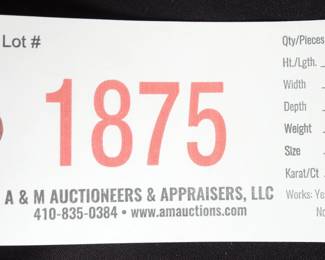 Lot #
1875
A & M AUCTIONEERS & APPRAISERS, LLC
410-835-0384 • www.amauctions.com
Qty/Pieces
Ht./Lgth.
Width
Depth
Weight
Size
Karat/Ct
Works: Ye
No